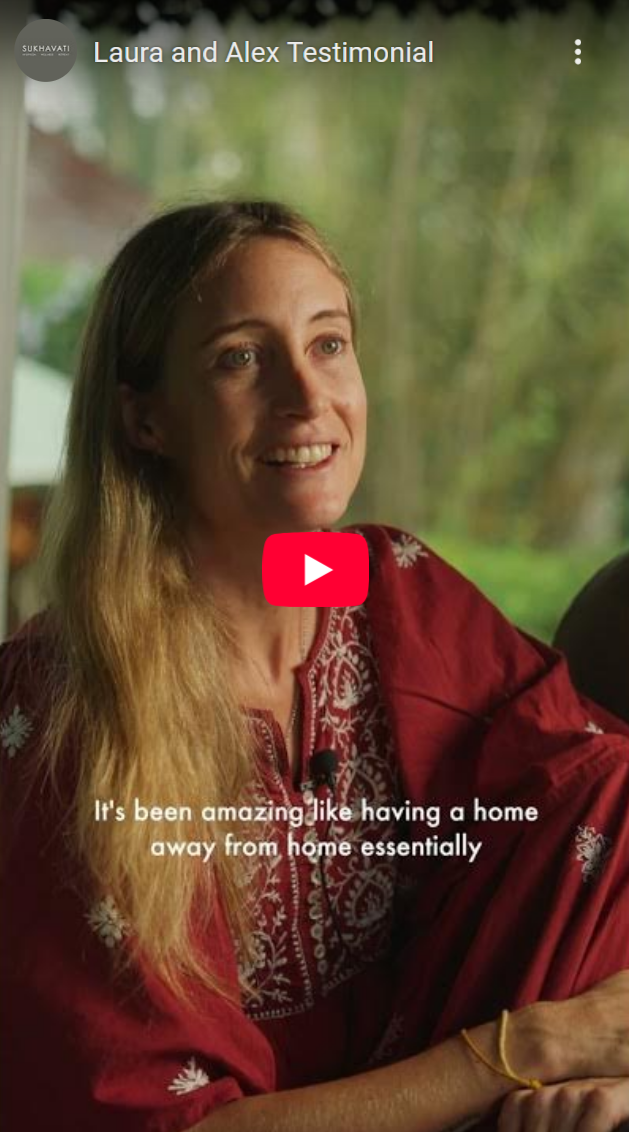 SUKHAVATI
Laura and Alex Testimonial
It's been amazing like having a home
away from home essentially